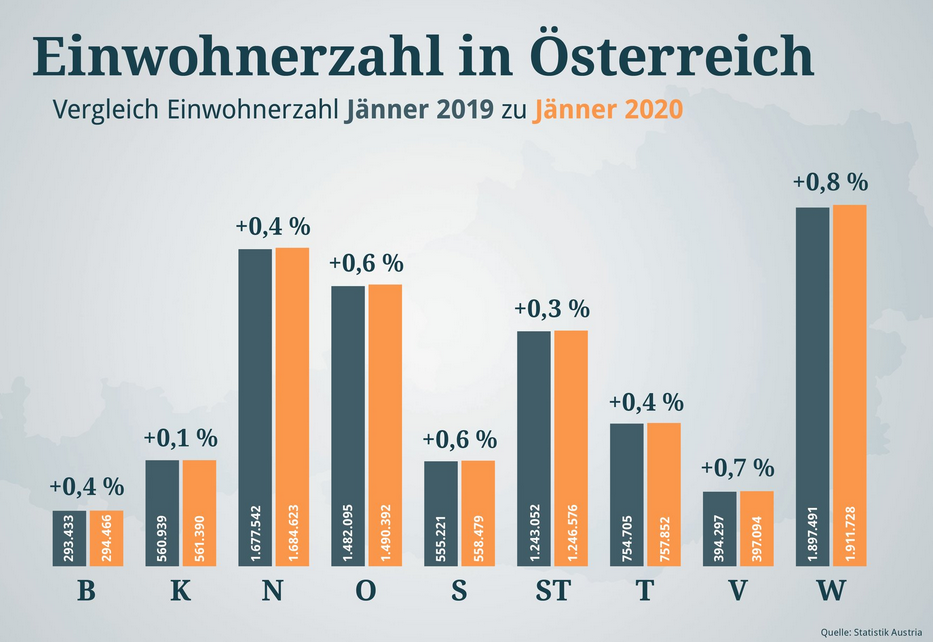 Einwohnerzahl in Österreich
Vergleich Einwohnerzahl Jänner 2019 zu Jänner 2020
+0,4 %
293.433
294.466
B
+0,1 %
560.939
561.390
K
+0,4 %
1.677.542
1.684.623
N
+0,6 %
1.482.095
1.490.392
O
+0,6 %
555.221
558.479
S
+0,3 %
1.243.052
1.246.576
ST
+0,4 %
754.705
757.852
T
+0,7 %
394.297
397.094
V
+0,8 %
1.897.491
1.911.728
W
Quelle: Statistik Austria